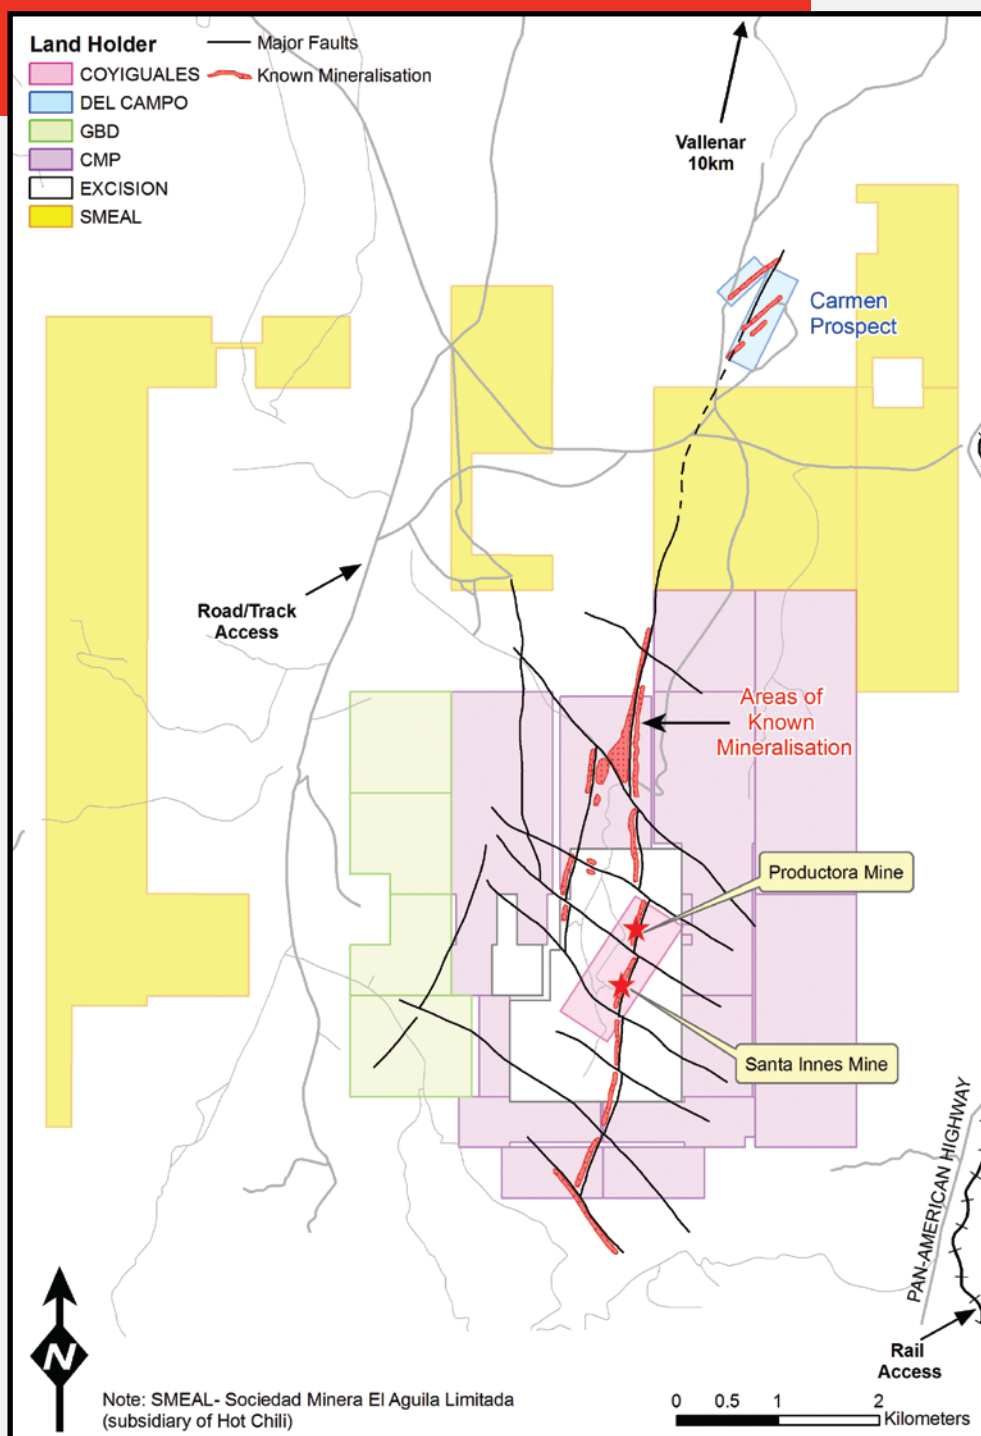 Land Holder
COYIGUALES
DEL CAMPO
GBD
CMP
EXCISION
SMEAL
Major Faults
Known Mineralisation
Vallenar
10km
Carmen
Prospect
Road/Track
Access
Areas of
Known
Mineralisation
Productora Mine
Santa Innes Mine
PAN-AMERICAN HIGHWAY
Rail
Access
N
Note: SMEAL- Sociedad Minera El Aguila Limitada
(subsidiary of Hot Chili)
0 0.5 1 2
Kilometers